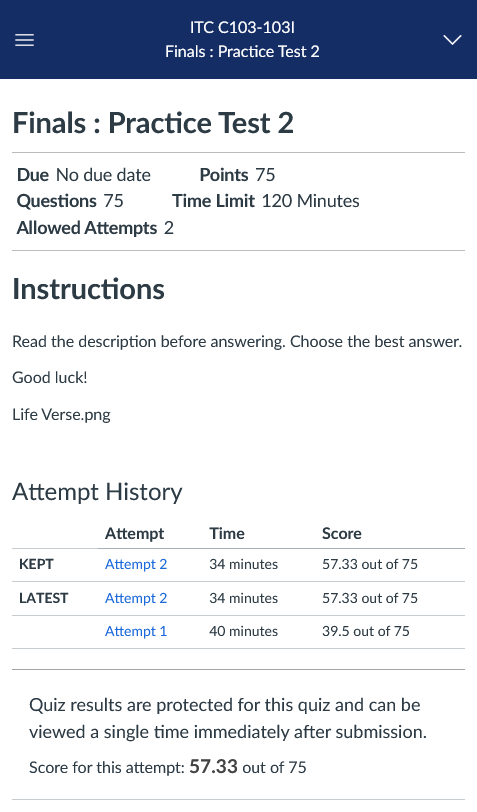 ITC C103-103I
Finals : Practice Test 2
Finals : Practice Test 2
Due No due date Points 75
Questions 75 Time Limit 120 Minutes
Allowed Attempts 2
Instructions
Read the description before answering. Choose the best answer.
Good luck!
Life Verse.png
Attempt History
Attempt Time Score
KEPT Attempt 2 34 minutes 57.33 out of 75
LATEST Attempt 2 34 minutes 57.33 out of 75
Attempt 1 40 minutes 39.5 out of 75
Quiz results are protected for this quiz and can be
viewed a single time immediately after submission.
Score for this attempt: 57.33 out of 75